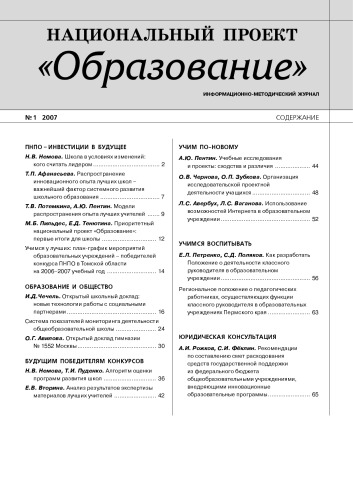 НАЦИОНАЛЬНЫЙ ПРОЕКТ
«Образование»
ИНФОРМАЦИОННО-МЕТОДИЧЕСКИЙ ЖУРНАЛ
№ 1 2007
СОДЕРЖАНИЕ
ПНПО – ИНВЕСТИЦИИ В БУДУЩЕЕ
Н.В. Немова. Школа в условиях изменений:
кого считать лидером ... 2
Т.П. Афанасьева. Распространение
инновационного опыта лучших школ –
важнейший фактор системного развития
школьного образования ... 7
Т.В. Потемкина, А.Ю. Пентин. Модели
распространения опыта лучших учителей ... 9
М.Б. Пильдес, Е.Д. Тенютина. Приоритетный
национальный проект «Образование»:
первые итоги для школы ... 12
Учимся у лучших: план-график мероприятий
образовательных учреждений – победителей
конкурса ПНПО в Томской области
на 2006–2007 учебный год ... 14
ОБРАЗОВАНИЕ И ОБЩЕСТВО
И.Д. Чечель. Открытый школьный доклад:
новые технологии работы с социальными
партнерами ... 16
Система показателей мониторинга деятельности
общеобразовательной школы ... 24
О.Г. Авилова. Открытый доклад гимназии
№ 1552 Москвы ... 30
БУДУЩИМ ПОБЕДИТЕЛЯМ КОНКУРСОВ
Н.В. Немова, Т.И. Пуденко. Алгоритм оценки
программ развития школ ... 36
Е.В. Вторина. Анализ результатов экспертизы
материалов лучших учителей ... 42
УЧИМ ПО-НОВОМУ
А.Ю. Пентин. Учебные исследования
и проекты: сходства и различия ... 44
О.В. Чернова, О.П. Зубкова. Организация
исследовательской проектной
деятельности учащихся ... 48
Л.С. Авербух, Л.С. Ваганова. Использование
возможностей Интернета в образовательном
учреждении ... 52
УЧИМСЯ ВОСПИТЫВАТЬ
Е.Л. Петренко, С.Д. Поляков. Как разработать
Положение о деятельности классного
руководителя в образовательном
учреждении ... 56
Региональное положение о педагогических
работниках, осуществляющих функции
классного руководителя в образовательных
учреждениях Пермского края ... 63
ЮРИДИЧЕСКАЯ КОНСУЛЬТАЦИЯ
А.И. Рожков, С.И. Фёклин. Рекомендации
по составлению смет расходования
средств государственной поддержки
из федерального бюджета
общеобразовательными учреждениями,
внедряющими инновационные
образовательные программы ... 65